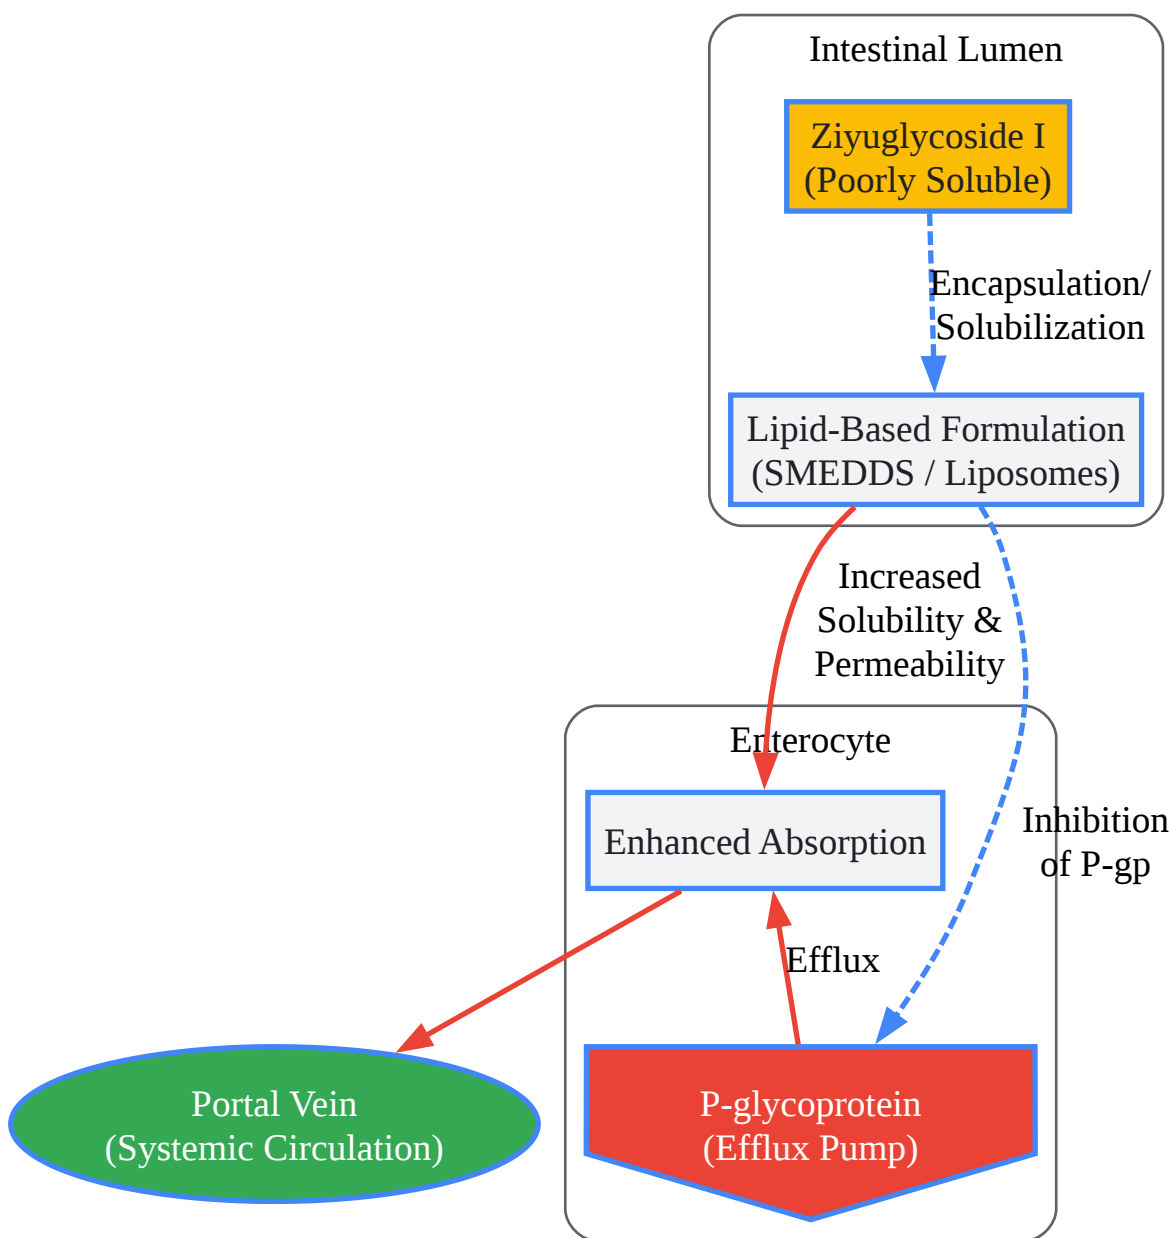 Intestinal Lumen
Ziyuglycoside I
(Poorly Soluble)
Encapsulation/
Solubilization
Lipid-Based Formulation
(SMEDDS / Liposomes)
Increased
Solubility &
Permeability
Enterocyte
Enhanced Absorption
Inhibition
of P-gp
Efflux
Portal Vein
(Systemic Circulation)
P-glycoprotein
(Efflux Pump)